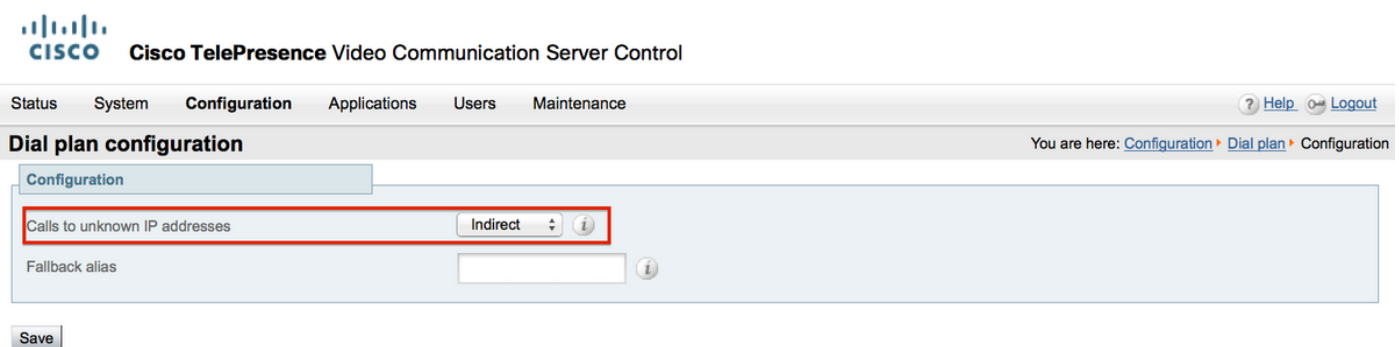 CISCO Cisco TelePresence Video Communication Server Control
Status System Configuration Applications Users Maintenance ? Help Logout
Dial plan configuration You are here: Configuration Dial plan Configuration
Configuration
Calls to unknown IP addresses Indirect i
Fallback alias i
Save